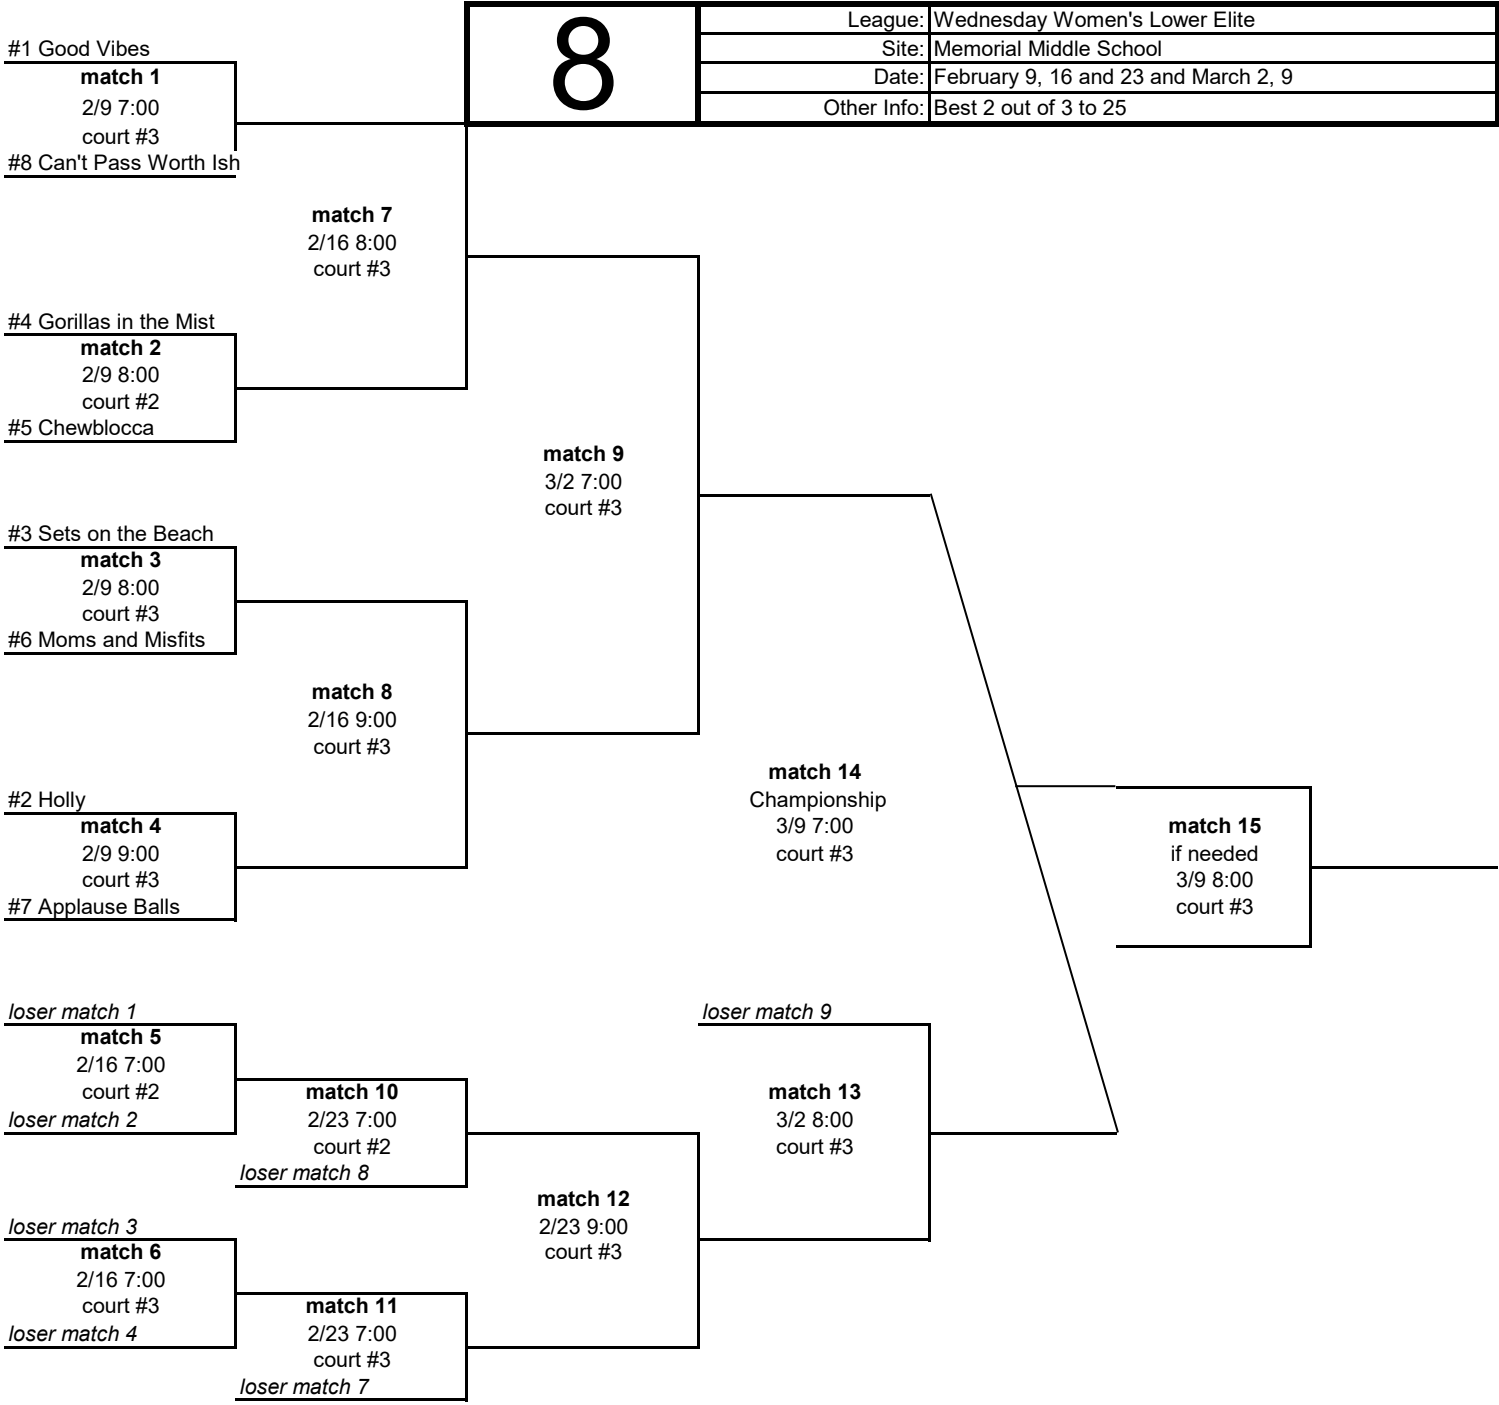 8
League: Wednesday Women's Lower Elite
Site: Memorial Middle School
Date: February 9, 16 and 23 and March 2, 9
Other Info: Best 2 out of 3 to 25
#1 Good Vibes
match 1
2/9 7:00
court #3
#8 Can't Pass Worth Ish
match 7
2/16 8:00
court #3
#4 Gorillas in the Mist
match 2
2/9 8:00
court #2
#5 Chewblocca
match 9
3/2 7:00
court #3
#3 Sets on the Beach
match 3
2/9 8:00
court #3
#6 Moms and Misfits
match 8
2/16 9:00
court #3
#2 Holly
match 4
2/9 9:00
court #3
#7 Applause Balls
match 14
Championship
3/9 7:00
court #3
match 15
if needed
3/9 8:00
court #3
loser match 1
match 5
2/16 7:00
court #2
loser match 2
match 10
2/23 7:00
court #2
loser match 8
loser match 9
match 13
3/2 8:00
court #3
match 12
2/23 9:00
court #3
loser match 3
match 6
2/16 7:00
court #3
loser match 4
match 11
2/23 7:00
court #3
loser match 7